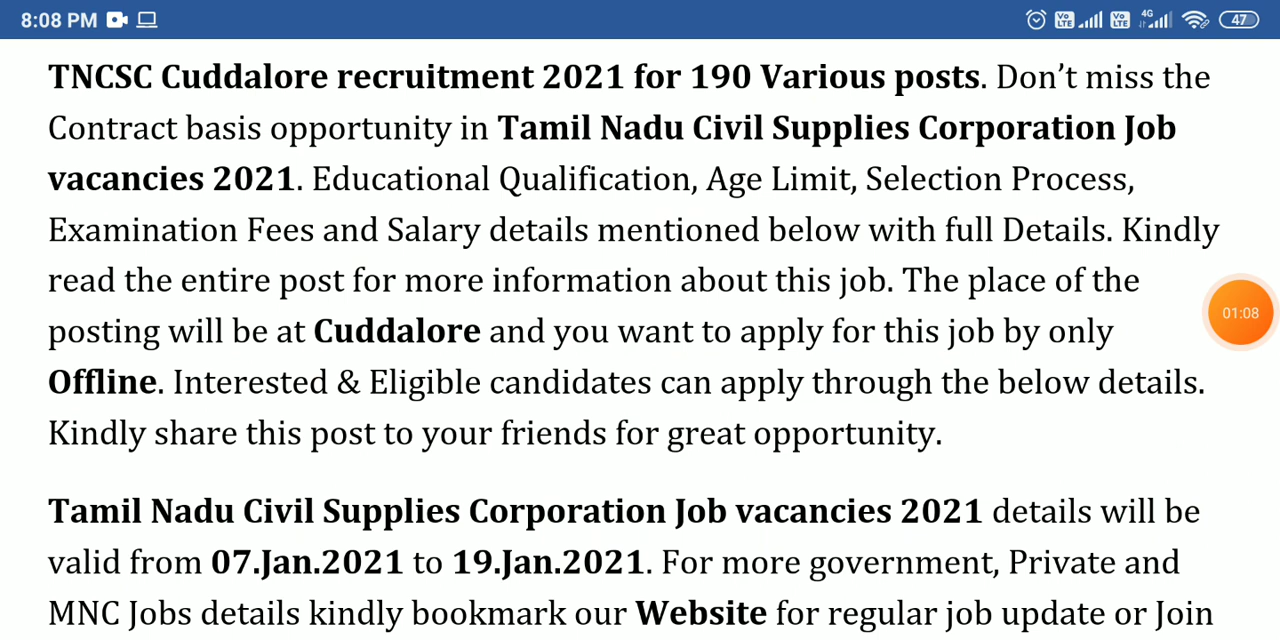 8:08 PM
Vo LTE
Vo LTE
4G
47
TNCSC Cuddalore recruitment 2021 for 190 Various posts. Don’t miss the
Contract basis opportunity in Tamil Nadu Civil Supplies Corporation Job
vacancies 2021. Educational Qualification, Age Limit, Selection Process,
Examination Fees and Salary details mentioned below with full Details. Kindly
read the entire post for more information about this job. The place of the
posting will be at Cuddalore and you want to apply for this job by only
01:08
Offline. Interested & Eligible candidates can apply through the below details.
Kindly share this post to your friends for great opportunity.
Tamil Nadu Civil Supplies Corporation Job vacancies 2021 details will be
valid from 07.Jan.2021 to 19.Jan.2021. For more government, Private and
MNC Jobs details kindly bookmark our Website for regular job update or Join